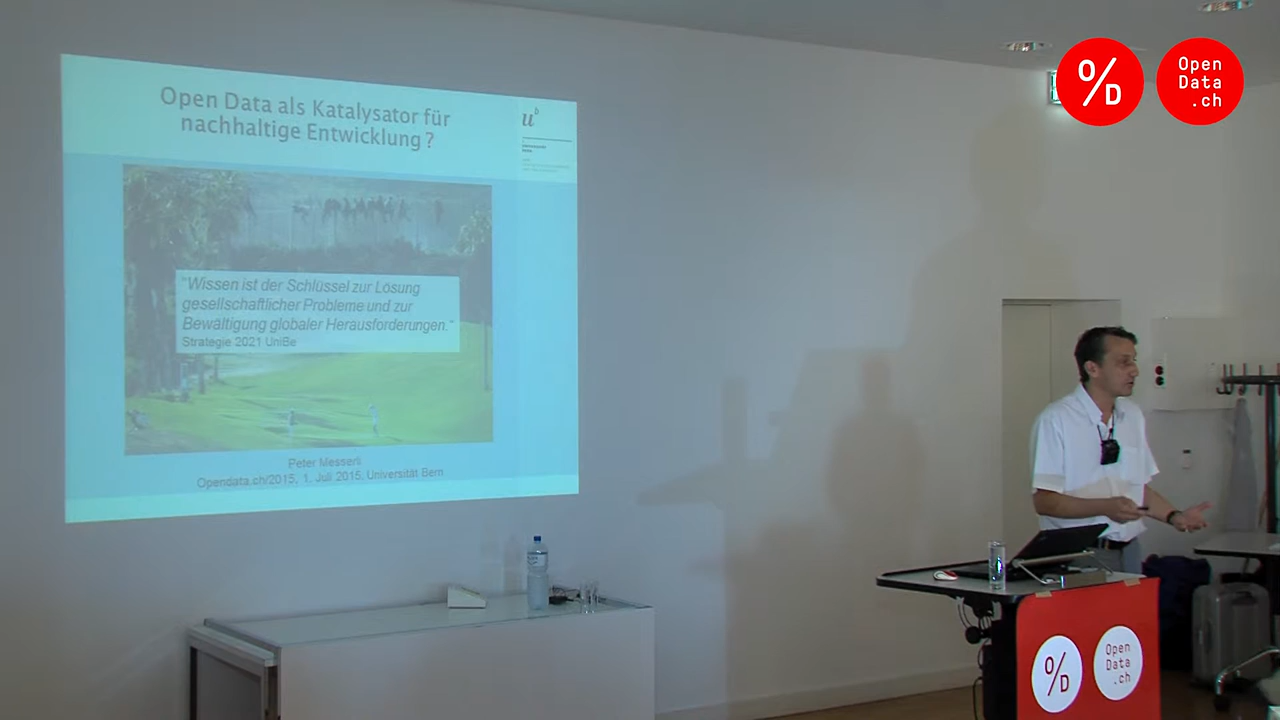 Open Data als Katalysator für
nachhaltige Entwicklung ?
u
b
"Wissen ist der Schlüssel zur Lösung
gesellschaftlicher Probleme und zur
Bewältigung globaler Herausforderungen."
Strategie 2021 UniBe
Peter Messerli
Opendata.ch/2015, 1. Juli 2015, Universität Bern
O/D
Open
Data
.ch
O/D
Open
Data
.ch